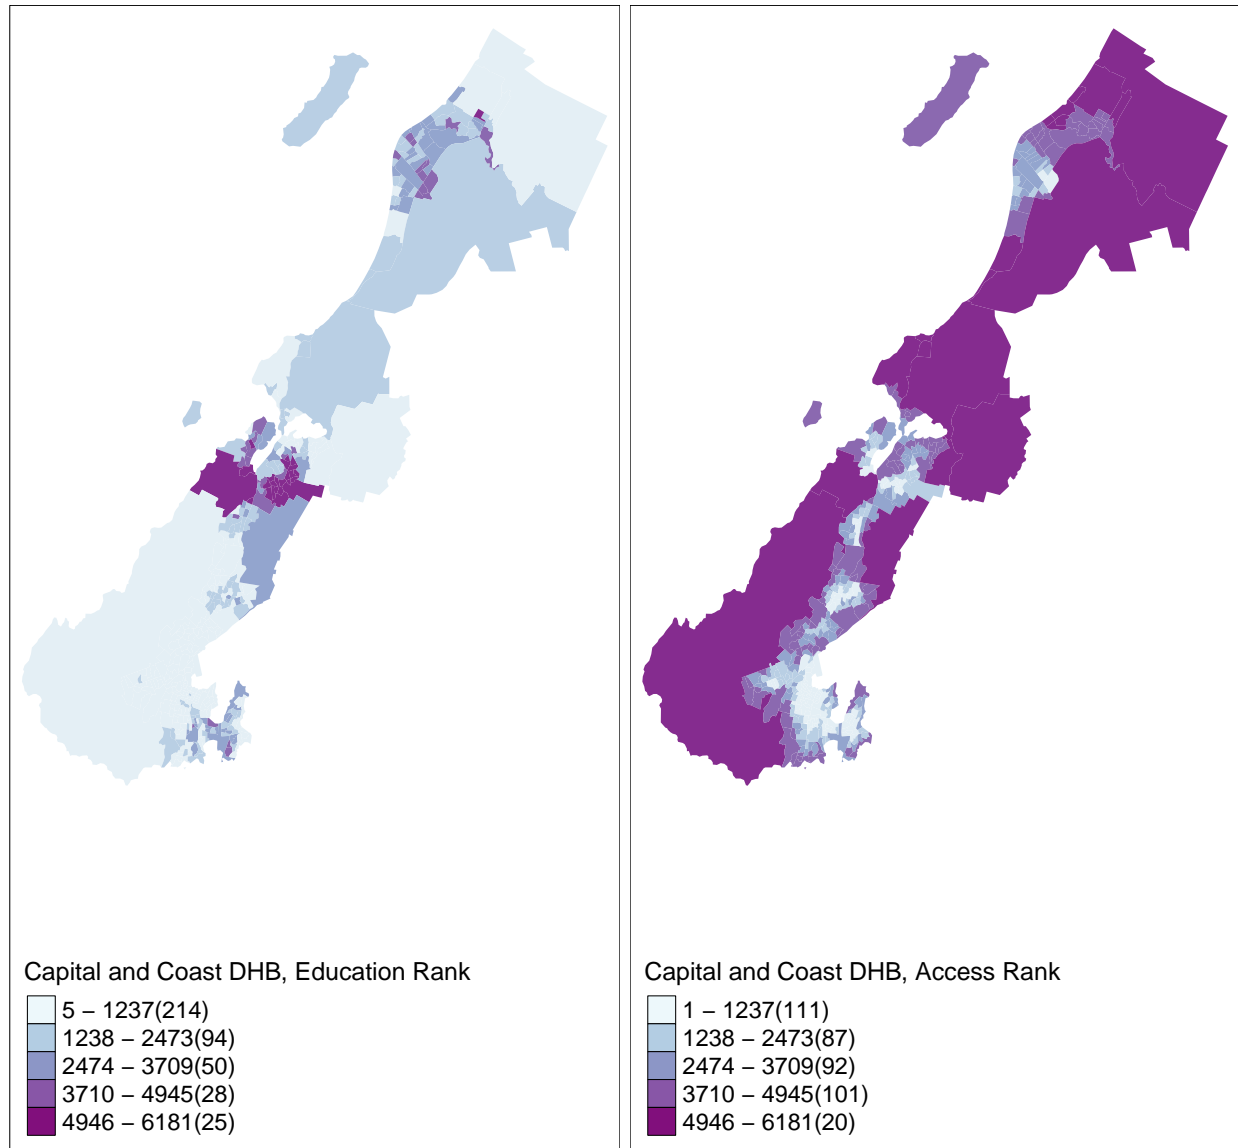 Capital and Coast DHB, Education Rank
5 – 1237(214)
1238 – 2473(94)
2474 – 3709(50)
3710 – 4945(28)
4946 – 6181(25)
Capital and Coast DHB, Access Rank
1 – 1237(111)
1238 – 2473(87)
2474 – 3709(92)
3710 – 4945(101)
4946 – 6181(20)